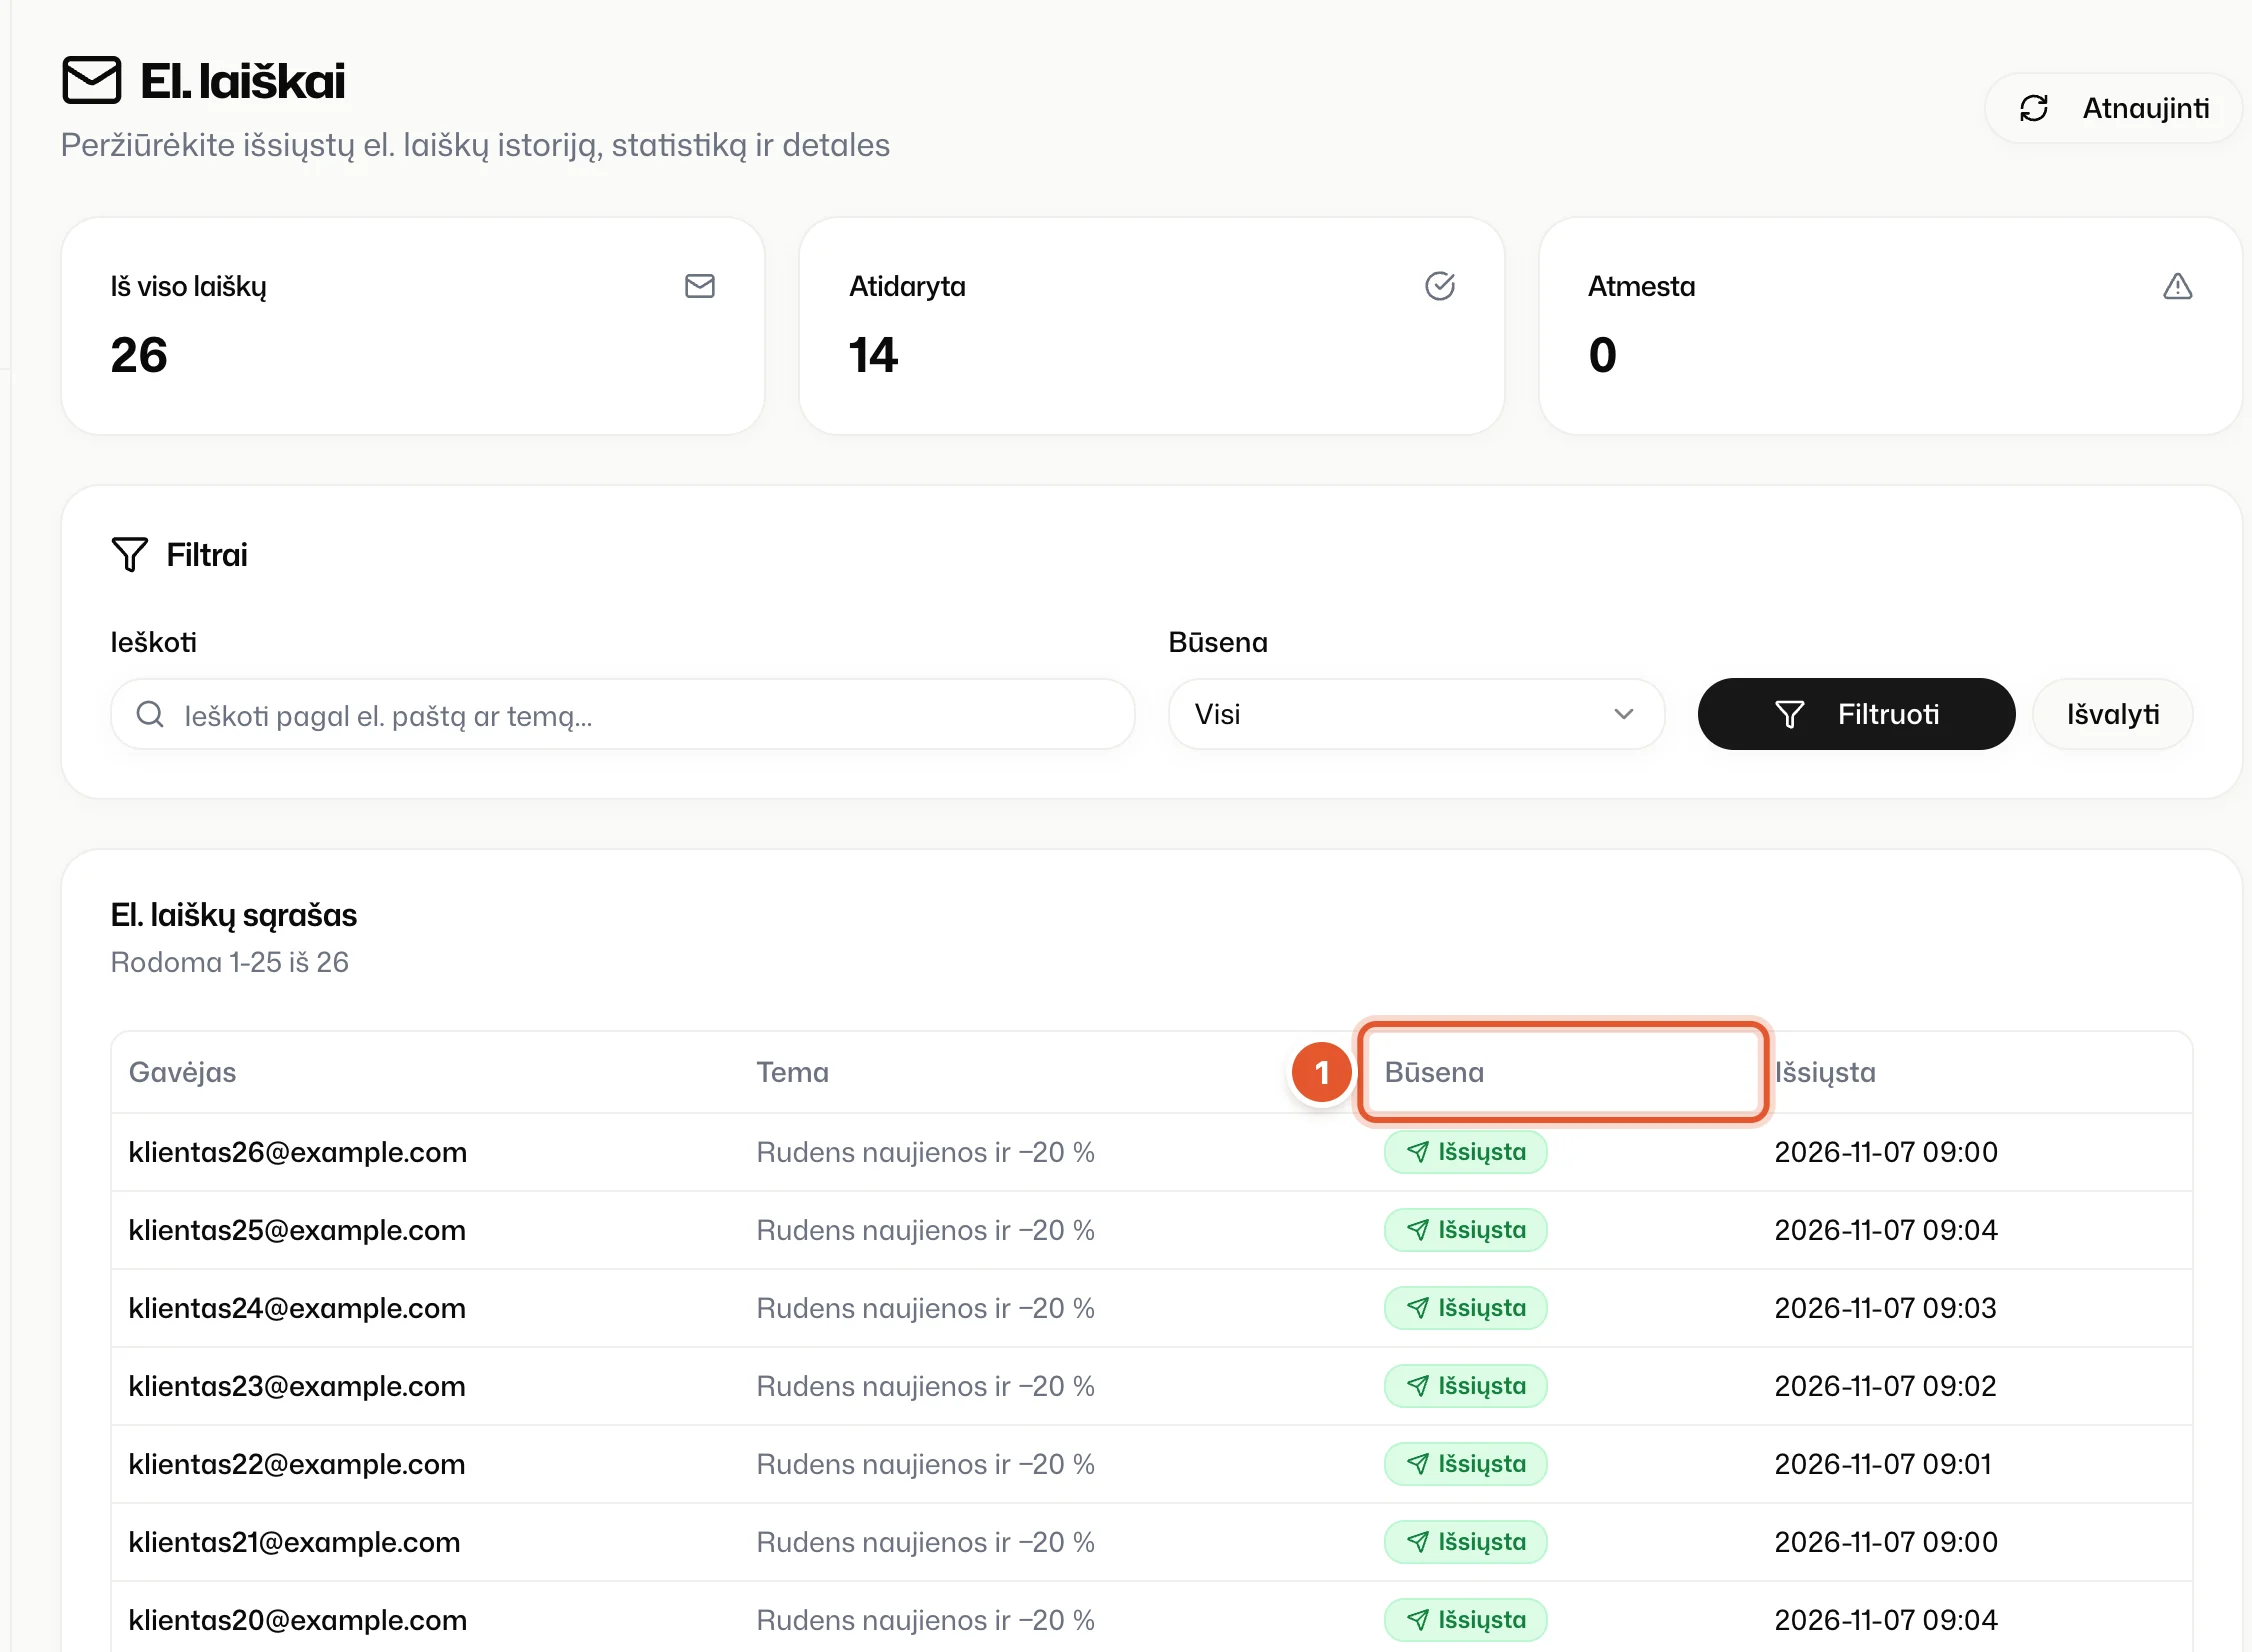 El. laiškai
Peržiūrėkite išsiųstų el. laiškų istoriją, statistiką ir detales
Atnaujinti
Iš viso laiškų
26
Atidaryta
14
Atmesta
0
Filtrai
Ieškoti
Būsena
Ieškoti pagal el. paštą ar temą...
Visi
Filtruoti
Išvalyti
El. laiškų sąrašas
Rodoma 1-25 iš 26
Gavėjas Tema 1 Būsena Išsiųsta
klientas26@example.com Rudens naujienos ir −20 % Išsiųsta 2026-11-07 09:00
klientas25@example.com Rudens naujienos ir −20 % Išsiųsta 2026-11-07 09:04
klientas24@example.com Rudens naujienos ir −20 % Išsiųsta 2026-11-07 09:03
klientas23@example.com Rudens naujienos ir −20 % Išsiųsta 2026-11-07 09:02
klientas22@example.com Rudens naujienos ir −20 % Išsiųsta 2026-11-07 09:01
klientas21@example.com Rudens naujienos ir −20 % Išsiųsta 2026-11-07 09:00
klientas20@example.com Rudens naujienos ir −20 % Išsiųsta 2026-11-07 09:04